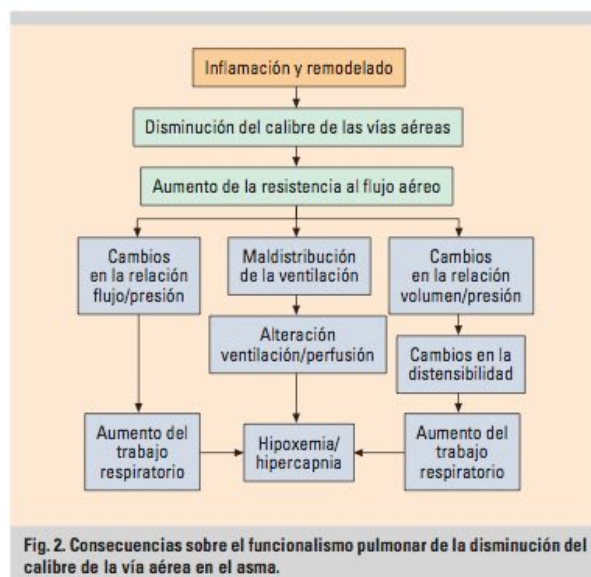 Inflamación y remodelado
Disminución del calibre de las vías aéreas
Aumento de la resistencia al flujo aéreo
Cambios
en la relación
flujo/presión
Maldistribución
de la ventilación
Cambios
en la relación
volumen/presión
Alteración
ventilación/perfusión
Cambios en la
distensibilidad
Aumento del
trabajo
respiratorio
Hipoxemia/
hipercapnia
Aumento del
trabajo
respiratorio
Fig. 2. Consecuencias sobre el funcionalismo pulmonar de la disminución del
calibre de la vía aérea en el asma.